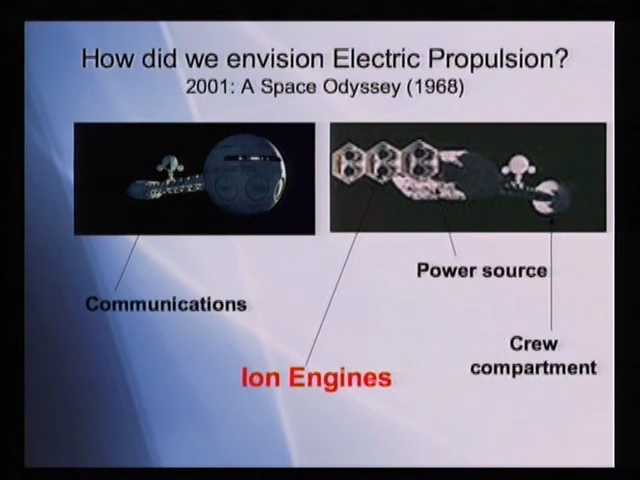 How did we envision Electric Propulsion?
2001: A Space Odyssey (1968)
Power source
Communications
Crew
compartment
Ion Engines